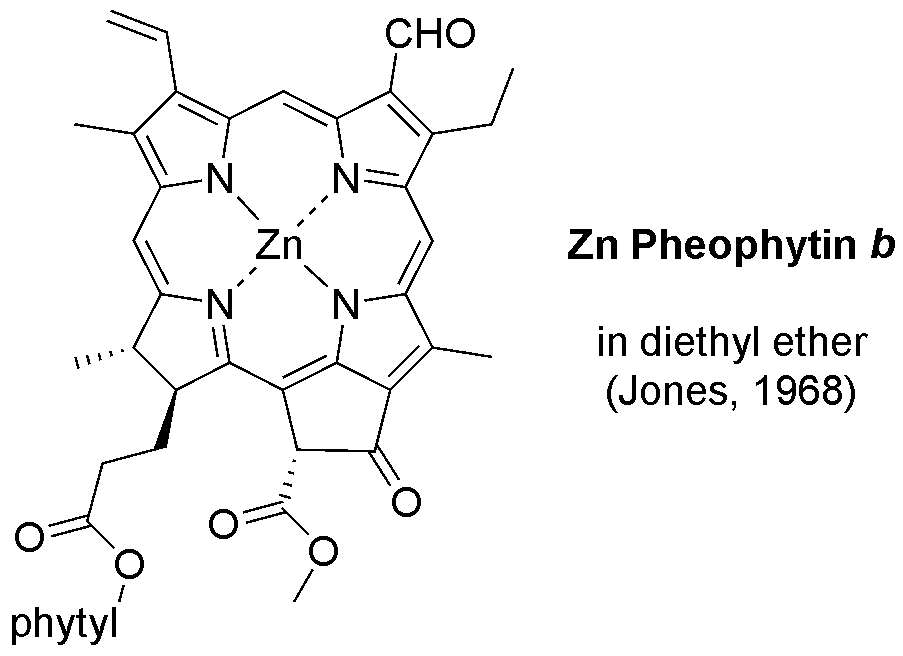 CHO
N
N
Zn
Zn Pheophytin b
N
N
in diethyl ether
(Jones, 1968)
O
O
O
O
O
phytyl